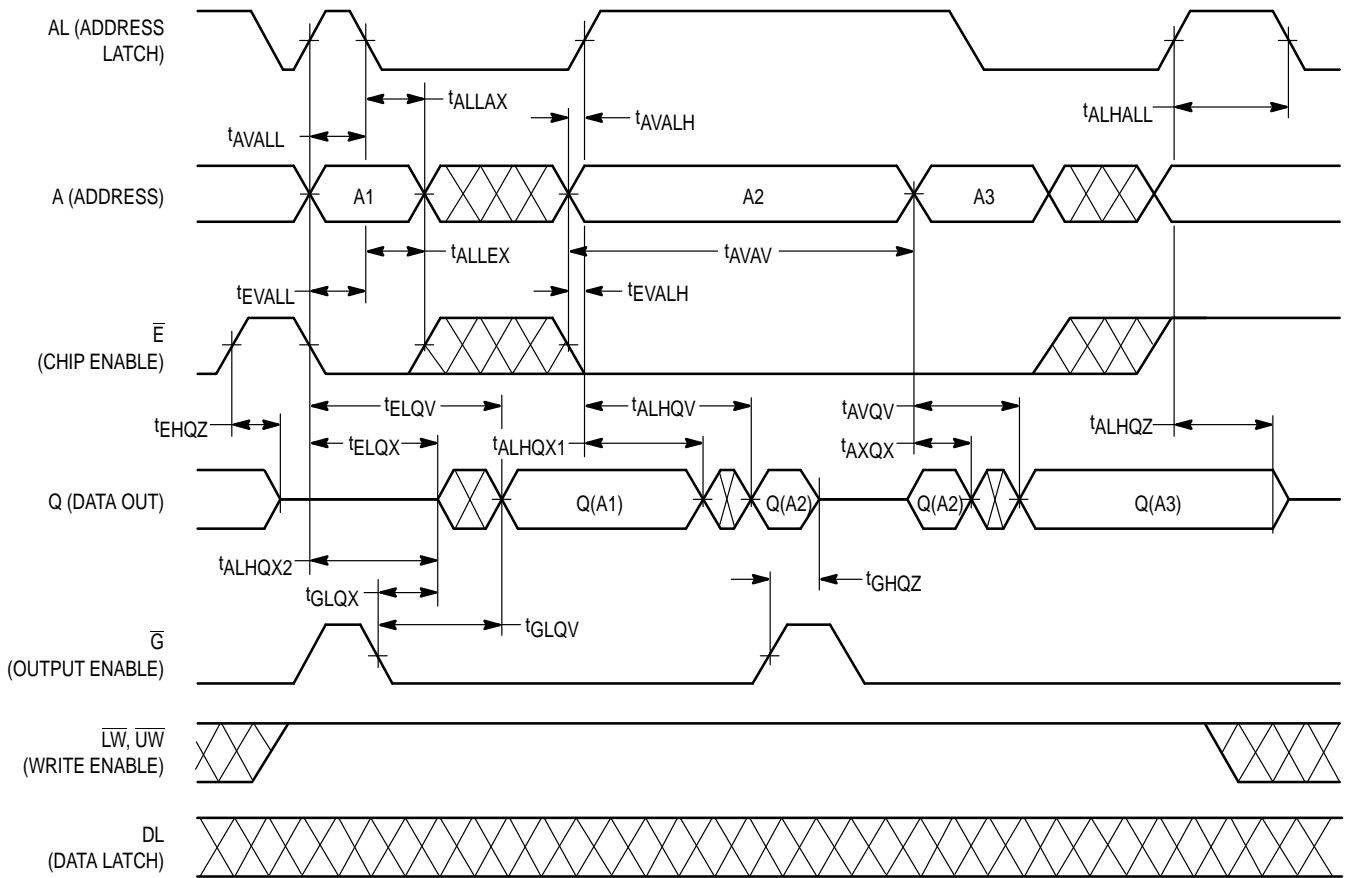 AL (ADDRESS
LATCH)
tALLAX
tAVALH
tALHALL
tAVALL
A (ADDRESS)
A1
A2
A3
tALLEX
tAVAV
tEVALL
tEVALH
E̅
(CHIP ENABLE)
tELQV
tALHQV
tAVQV
tEHQZ
tELQX
tALHQX1
tAXQX
tALHQZ
Q (DATA OUT)
Q(A1)
Q(A2)
Q(A2)
Q(A3)
tALHQX2
tGLQX
tGHQZ
tGLQV
G̅
(OUTPUT ENABLE)
L̅W̅, U̅W̅
(WRITE ENABLE)
DL
(DATA LATCH)